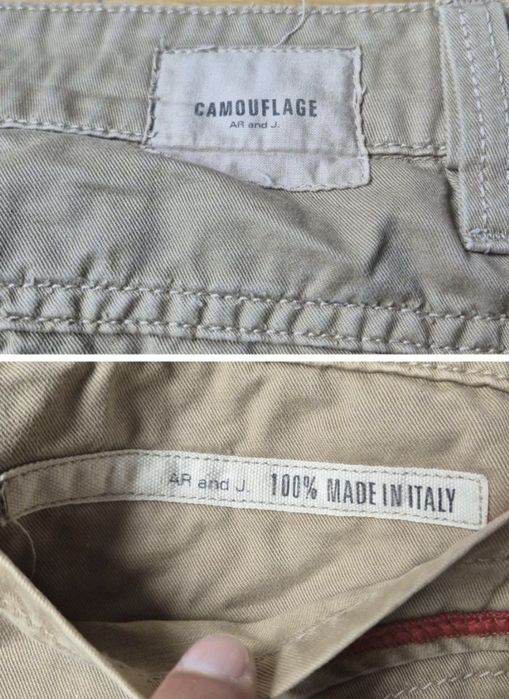 CAMOUFLAGE
AR and J.
AR and J. 100% MADE IN ITALY